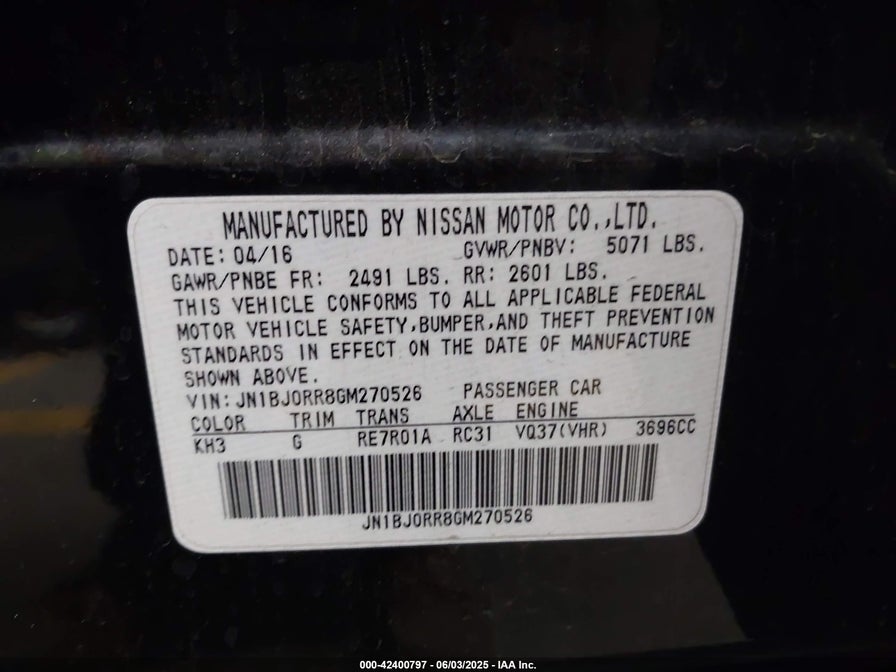 MANUFACTURED BY NISSAN MOTOR CO.,LTD.
DATE: 04/16 GVWR/PNBV: 5071 LBS.
GAWR/PNBE FR: 2491 LBS. RR: 2601 LBS.
THIS VEHICLE CONFORMS TO ALL APPLICABLE FEDERAL
MOTOR VEHICLE SAFETY,BUMPER,AND THEFT PREVENTION
STANDARDS IN EFFECT ON THE DATE OF MANUFACTURE
SHOWN ABOVE.
VIN: JN1BJ0RR8GM270526 PASSENGER CAR
COLOR TRIM TRANS AXLE ENGINE
KH3 G RE7R01A RC31 VQ37(VHR) 3696CC
JN1BJ0RR8GM270526
000-42400797 - 06/03/2025 - IAA Inc.